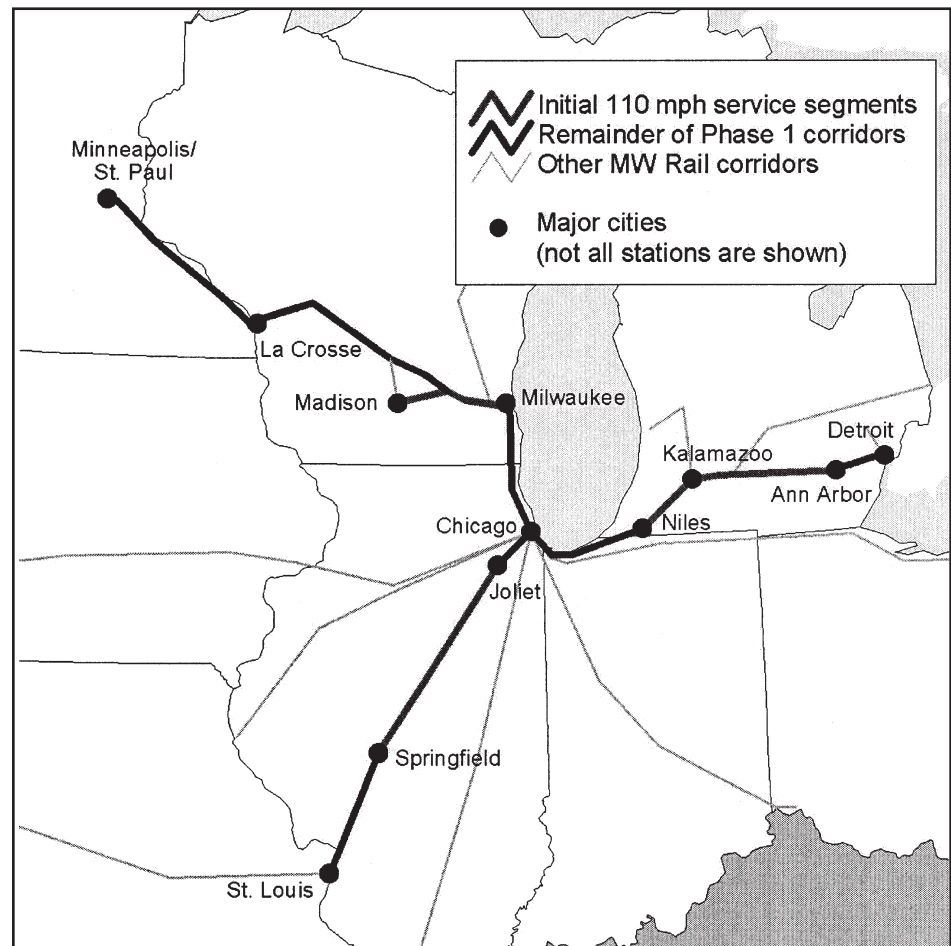 Initial 110 mph service segments
Remainder of Phase 1 corridors
Other MW Rail corridors
Major cities
(not all stations are shown)
Minneapolis/
St. Paul
La Crosse
Madison
Milwaukee
Detroit
Kalamazoo
Ann Arbor
Niles
Chicago
Joliet
Springfield
St. Louis